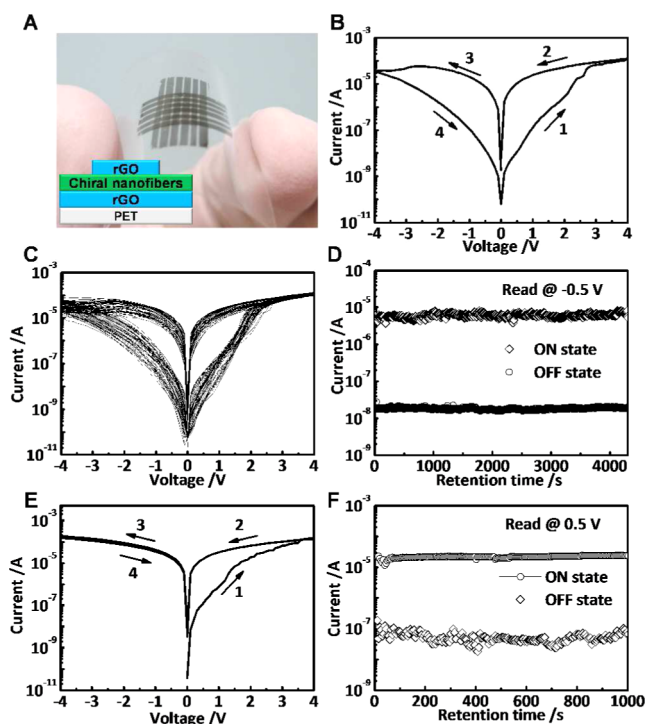 A
rGO
Chiral nanofibers
rGO
PET
B
Current /A
10⁻³
10⁻⁵
10⁻⁷
10⁻⁹
10⁻¹¹
3
2
4
1
-4 -3 -2 -1 0 1 2 3 4
Voltage /V
C
Current /A
10⁻³
10⁻⁵
10⁻⁷
10⁻⁹
10⁻¹¹
-4 -3 -2 -1 0 1 2 3 4
Voltage /V
D
Current /A
10⁻⁴
10⁻⁵
10⁻⁶
10⁻⁷
10⁻⁸
10⁻⁹
Read @ -0.5 V
ON state
OFF state
0 1000 2000 3000 4000
Retention time /s
E
Current /A
10⁻³
10⁻⁵
10⁻⁷
10⁻⁹
10⁻¹¹
3
2
4
1
-4 -3 -2 -1 0 1 2 3 4
Voltage /V
F
Current /A
10⁻³
10⁻⁵
10⁻⁷
10⁻⁹
Read @ 0.5 V
ON state
OFF state
0 200 400 600 800 1000
Retention time /s